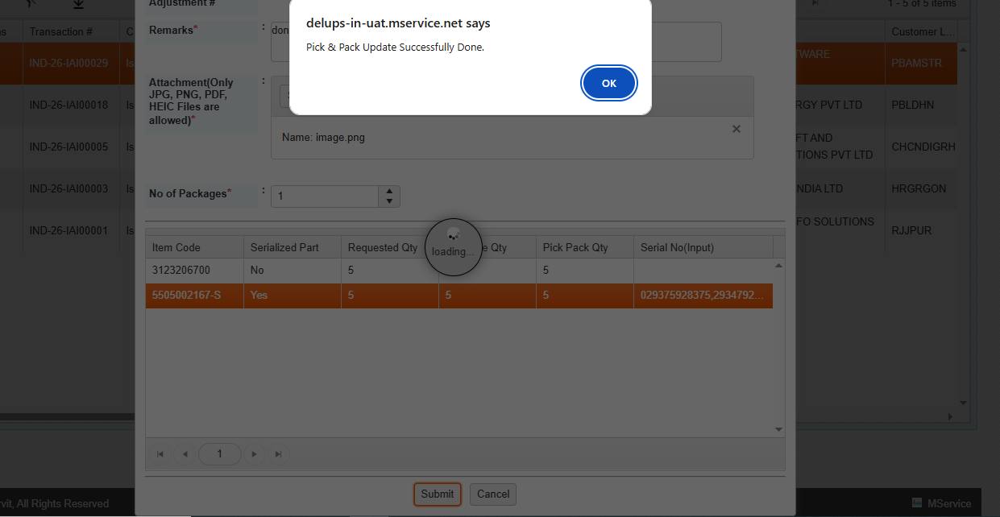 Adjustment #
1 - 5 of 5 items
delups-in-uat.mservice.net says
Pick & Pack Update Successfully Done.
OK
Transaction #
Customer L...
Remarks*
:
don
IND-26-IAI00029
Is
TWARE
PBAMSTR
Attachment(Only
JPG, PNG, PDF,
HEIC Files are
allowed)*
:
IND-26-IAI00018
Is
RGY PVT LTD
PBLDHN
Name: image.png
IND-26-IAI00005
Is
FT AND
TIONS PVT LTD
CHCNDIGRH
No of Packages*
:
1
IND-26-IAI00003
Is
NDIA LTD
HRGRGON
IND-26-IAI00001
Is
FO SOLUTIONS
RJJPUR
loading...
Item Code Serialized Part Requested Qty e Qty Pick Pack Qty Serial No(Input)
3123206700 No 5 5
5505002167-S Yes 5 5 5 029375928375,2934792...
1
Submit Cancel
rvit, All Rights Reserved
MService